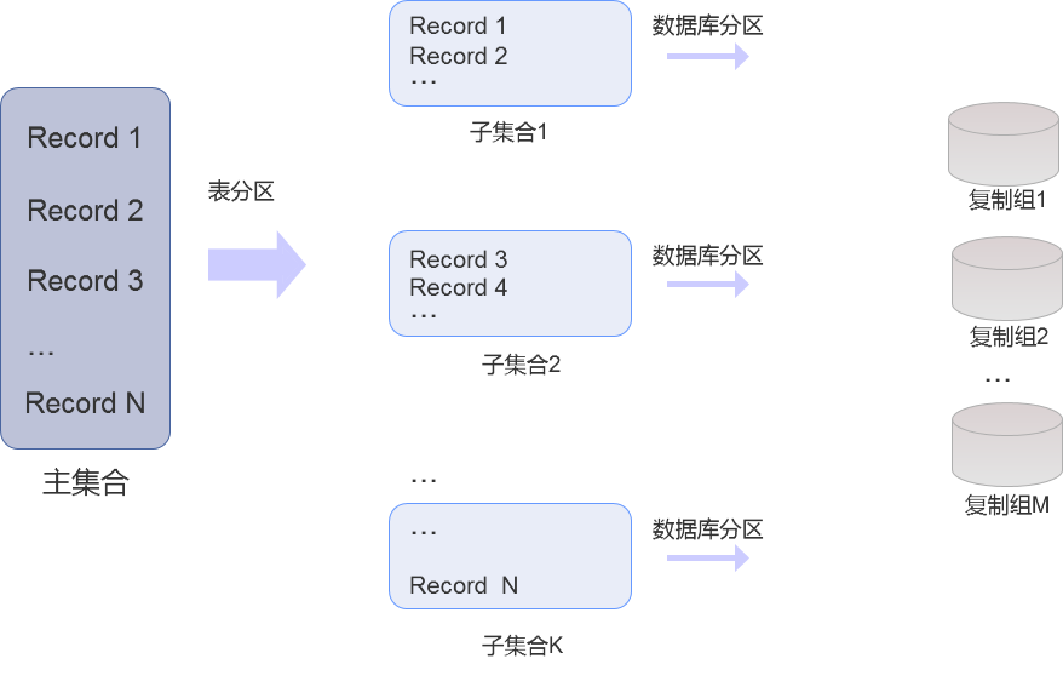 Record 1
Record 2
Record 3
…
Record N
主集合
表分区
Record 1
Record 2
…
子集合1
数据库分区
Record 3
Record 4
…
子集合2
数据库分区
…
…
Record N
子集合K
数据库分区
复制组1
复制组2
…
复制组M